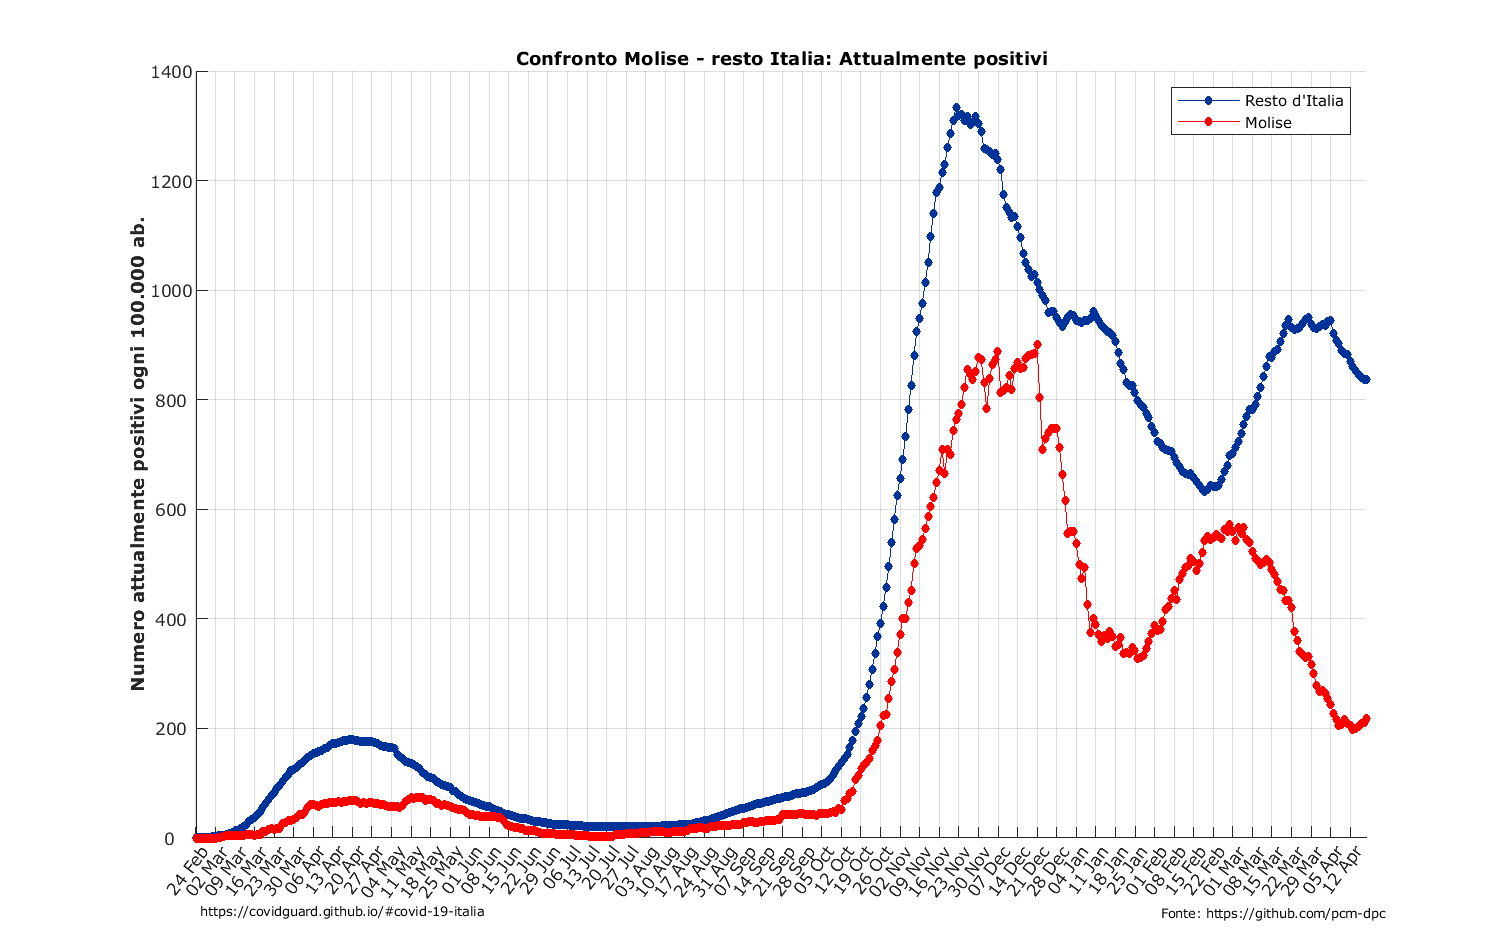 Confronto Molise - resto Italia: Attualmente positivi
Resto d'Italia
Molise
Numero attualmente positivi ogni 100.000 ab.
1400
1200
1000
800
600
400
200
0
24 Feb
02 Mar
09 Mar
16 Mar
23 Mar
30 Mar
06 Apr
13 Apr
20 Apr
27 Apr
04 May
11 May
18 May
25 May
01 Jun
08 Jun
15 Jun
22 Jun
29 Jun
06 Jul
13 Jul
20 Jul
27 Jul
03 Aug
10 Aug
17 Aug
24 Aug
31 Aug
07 Sep
14 Sep
21 Sep
28 Sep
05 Oct
12 Oct
19 Oct
26 Oct
02 Nov
09 Nov
16 Nov
23 Nov
30 Nov
07 Dec
14 Dec
21 Dec
28 Dec
04 Jan
11 Jan
18 Jan
25 Jan
01 Feb
08 Feb
15 Feb
22 Feb
01 Mar
08 Mar
15 Mar
22 Mar
29 Mar
05 Apr
12 Apr
https://covidguard.github.io/#covid-19-italia
Fonte: https://github.com/pcm-dpc